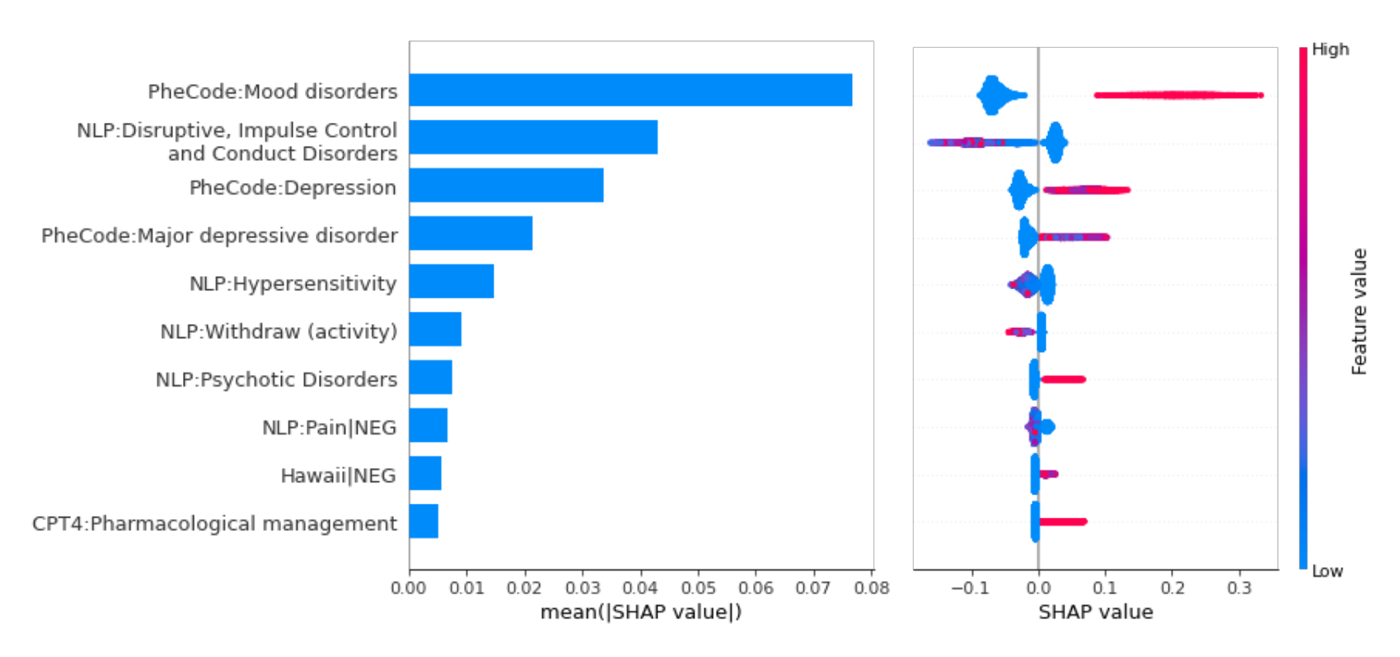 High
PheCode:Mood disorders
NLP:Disruptive, Impulse Control
and Conduct Disorders
PheCode:Depression
PheCode:Major depressive disorder
NLP:Hypersensitivity
NLP:Withdraw (activity)
NLP:Psychotic Disorders
NLP:Pain|NEG
Hawaii|NEG
CPT4:Pharmacological management
Feature value
Low
0.00 0.01 0.02 0.03 0.04 0.05 0.06 0.07 0.08
mean(|SHAP value|)
−0.1 0.0 0.1 0.2 0.3
SHAP value